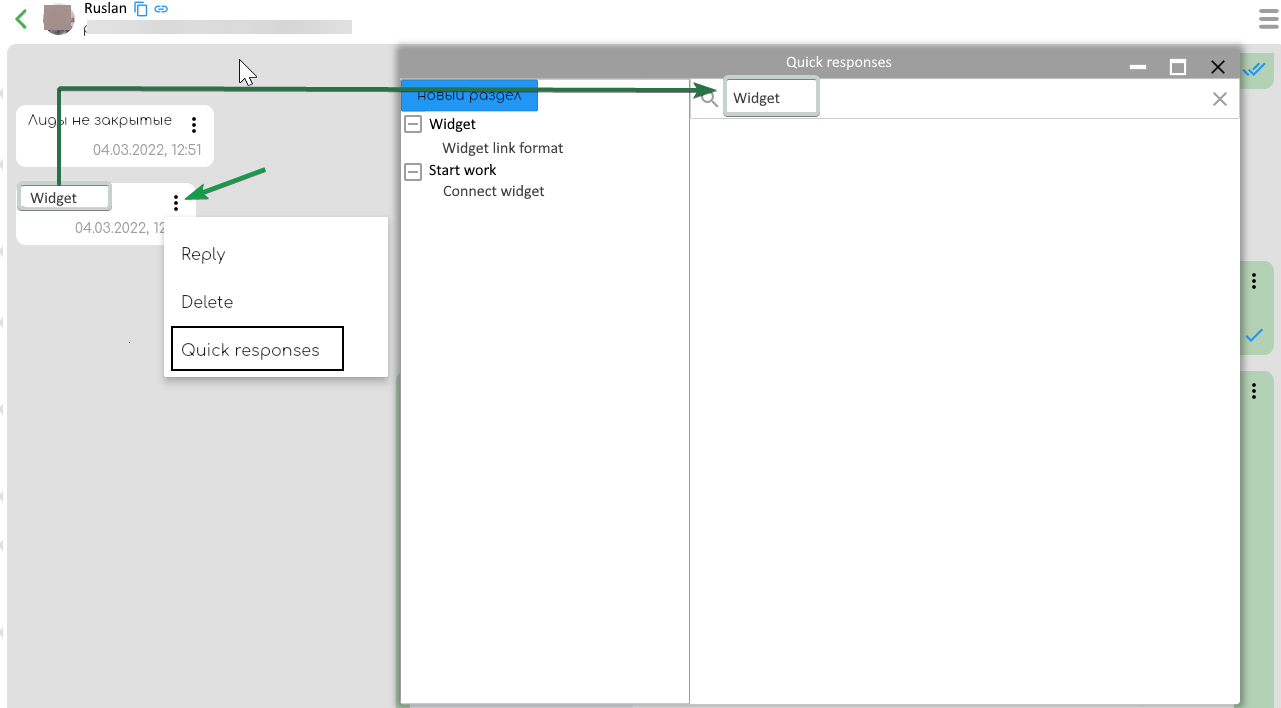 Ruslan
Quick responses
новый раздел
Widget
Widget
Widget link format
Start work
Connect widget
Лиды не закрытые
04.03.2022, 12:51
Widget
04.03.2022, 12
Reply
Delete
Quick responses